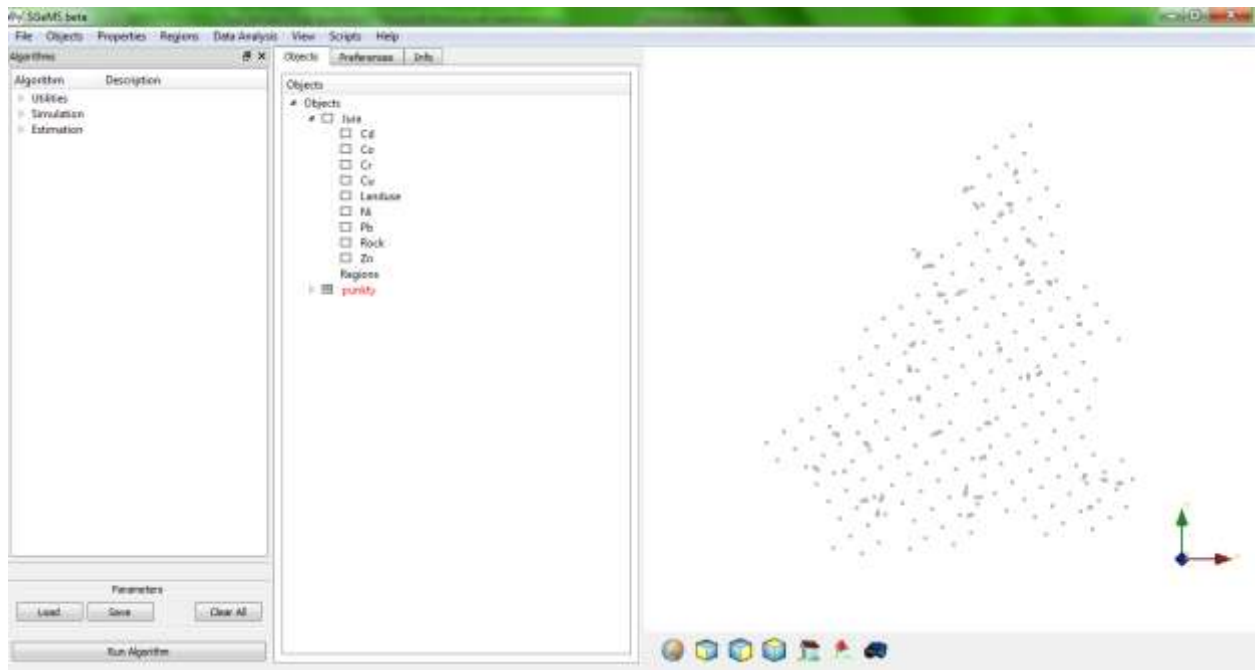 SGeMS beta
File Objects Properties Regions Data Analysis View Scripts Help
Algorithms
Algorithm Description
Utilities
Simulation
Estimation
Objects Preferences Info
Objects
Objects
Cd
Co
Cr
Cu
Landuse
Ni
Pb
Rock
Zn
Regions
punkty
Parameters
Load Save Clear All
Run Algorithm